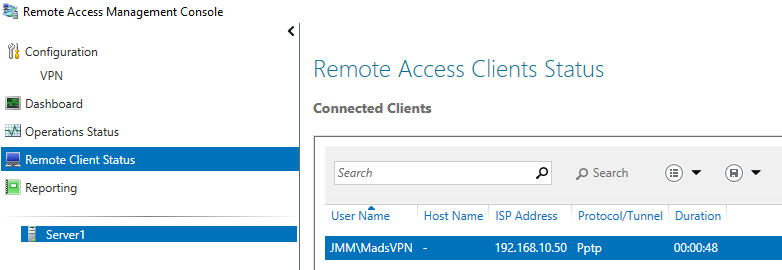 Remote Access Management Console
Configuration
VPN
Dashboard
Operations Status
Remote Client Status
Reporting
Server1
Remote Access Clients Status
Connected Clients
Search Search
User Name Host Name ISP Address Protocol/Tunnel Duration
JMM\MadsVPN - 192.168.10.50 Pptp 00:00:48